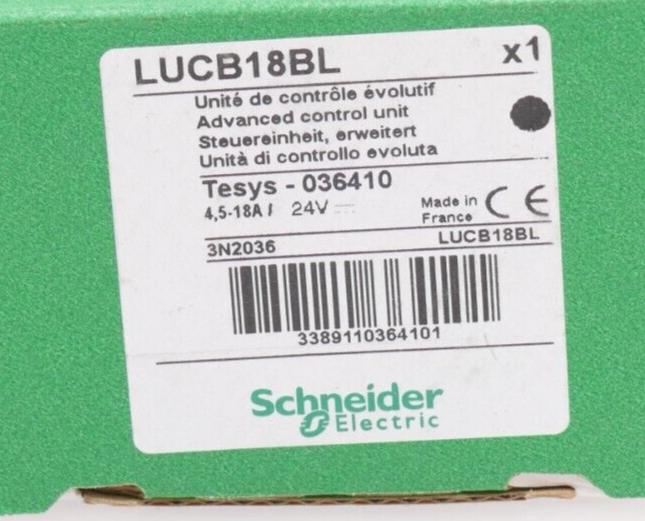 LUCB18BL x1
Unité de contrôle évolutif
Advanced control unit
Steuereinheit, erweitert
Unità di controllo evoluta
Tesys - 036410
4,5-18A / 24V ⎓
Made in
France CE
3N2036 LUCB18BL
3389110364101
Schneider
Electric